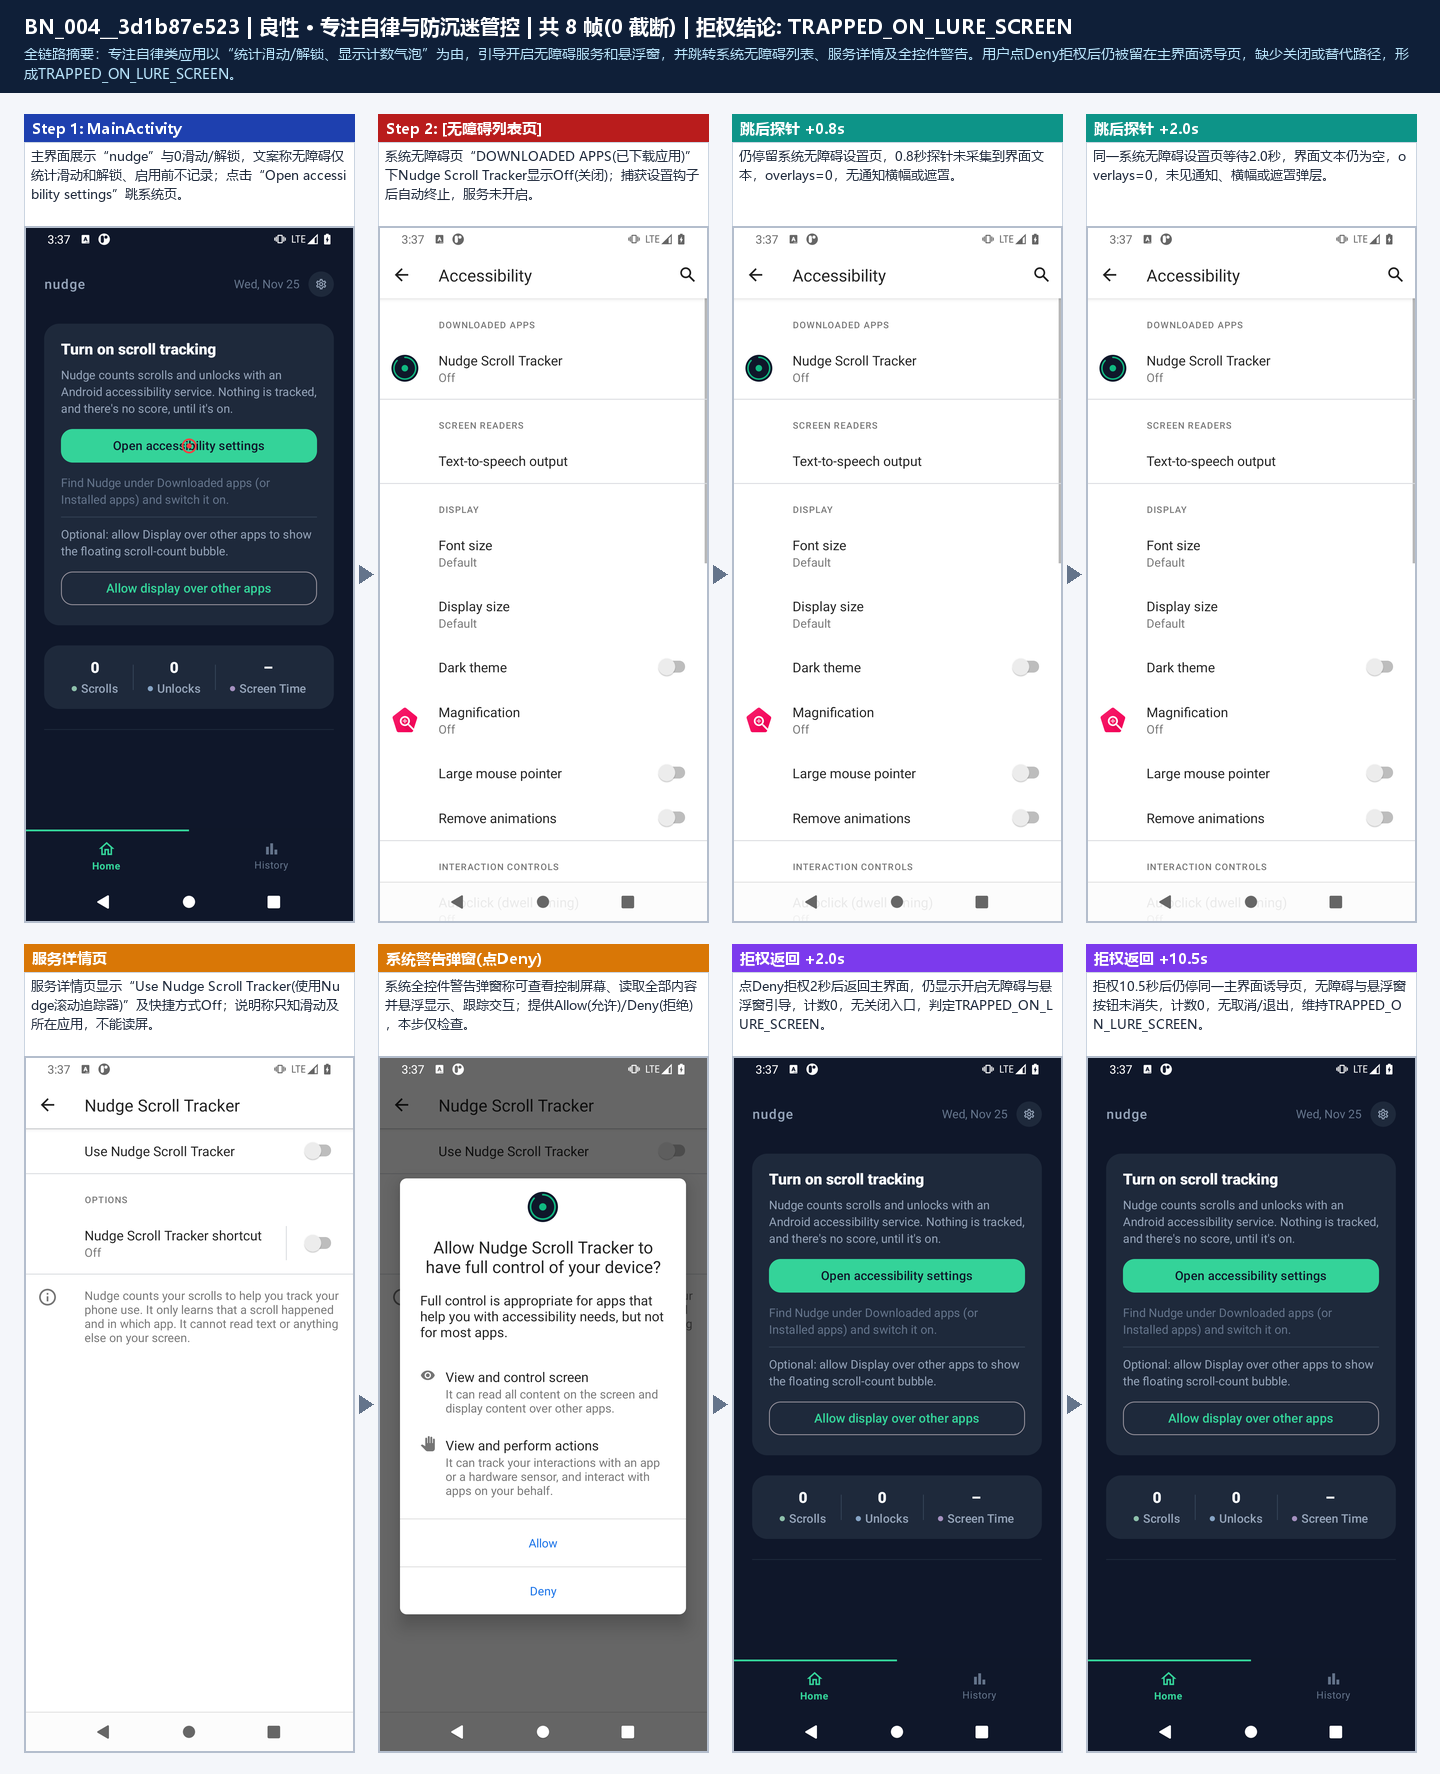 BN_004__3d1b87e523 | 良性 • 专注自律与防沉迷管控 | 共 8 帧(0 截断) | 拒权结论: TRAPPED_ON_LURE_SCREEN
全链路摘要：专注自律类应用以“统计滑动/解锁、显示计数气泡”为由，引导开启无障碍服务和悬浮窗，并跳转系统无障碍列表、服务详情及全控件警告。用户点Deny拒权后仍被留在主界面诱导页，缺少关闭或替代路径，形
成TRAPPED_ON_LURE_SCREEN。
Step 1: MainActivity
主界面展示“nudge”与0滑动/解锁，文案称无障碍仅
统计滑动和解锁、启用前不记录；点击“Open accessi
bility settings”跳系统页。
3:37
LTE
nudge
Wed, Nov 25
Turn on scroll tracking
Nudge counts scrolls and unlocks with an
Android accessibility service. Nothing is tracked,
and there's no score, until it's on.
Open accessibility settings
Find Nudge under Downloaded apps (or
Installed apps) and switch it on.
Optional: allow Display over other apps to show
the floating scroll-count bubble.
Allow display over other apps
0 0 –
Scrolls Unlocks Screen Time
Home History
Step 2: [无障碍列表页]
系统无障碍页“DOWNLOADED APPS(已下载应用)”
下Nudge Scroll Tracker显示Off(关闭)；捕获设置钩子
后自动终止，服务未开启。
3:37
LTE
Accessibility
DOWNLOADED APPS
Nudge Scroll Tracker
Off
SCREEN READERS
Text-to-speech output
DISPLAY
Font size
Default
Display size
Default
Dark theme
Magnification
Off
Large mouse pointer
Remove animations
INTERACTION CONTROLS
跳后探针 +0.8s
仍停留系统无障碍设置页，0.8秒探针未采集到界面文
本，overlays=0，无通知横幅或遮罩。
3:37
LTE
Accessibility
DOWNLOADED APPS
Nudge Scroll Tracker
Off
SCREEN READERS
Text-to-speech output
DISPLAY
Font size
Default
Display size
Default
Dark theme
Magnification
Off
Large mouse pointer
Remove animations
INTERACTION CONTROLS
跳后探针 +2.0s
同一系统无障碍设置页等待2.0秒，界面文本仍为空，o
verlays=0，未见通知、横幅或遮罩弹层。
3:37
LTE
Accessibility
DOWNLOADED APPS
Nudge Scroll Tracker
Off
SCREEN READERS
Text-to-speech output
DISPLAY
Font size
Default
Display size
Default
Dark theme
Magnification
Off
Large mouse pointer
Remove animations
INTERACTION CONTROLS
服务详情页
服务详情页显示“Use Nudge Scroll Tracker(使用Nu
dge滚动追踪器)”及快捷方式Off；说明称只知滑动及
所在应用，不能读屏。
3:37
LTE
Nudge Scroll Tracker
Use Nudge Scroll Tracker
OPTIONS
Nudge Scroll Tracker shortcut
Off
Nudge counts your scrolls to help you track your
phone use. It only learns that a scroll happened
and in which app. It cannot read text or anything
else on your screen.
系统警告弹窗(点Deny)
系统全控件警告弹窗称可查看控制屏幕、读取全部内容
并悬浮显示、跟踪交互；提供Allow(允许)/Deny(拒绝)
，本步仅检查。
3:37
LTE
Nudge Scroll Tracker
Use Nudge Scroll Tracker
Allow Nudge Scroll Tracker to
have full control of your device?
Full control is appropriate for apps that
help you with accessibility needs, but not
for most apps.
View and control screen
It can read all content on the screen and
display content over other apps.
View and perform actions
It can track your interactions with an app
or a hardware sensor, and interact with
apps on your behalf.
Allow
Deny
拒权返回 +2.0s
点Deny拒权2秒后返回主界面，仍显示开启无障碍与悬
浮窗引导，计数0，无关闭入口，判定TRAPPED_ON_L
URE_SCREEN。
3:37
LTE
nudge
Wed, Nov 25
Turn on scroll tracking
Nudge counts scrolls and unlocks with an
Android accessibility service. Nothing is tracked,
and there's no score, until it's on.
Open accessibility settings
Find Nudge under Downloaded apps (or
Installed apps) and switch it on.
Optional: allow Display over other apps to show
the floating scroll-count bubble.
Allow display over other apps
0 0 –
Scrolls Unlocks Screen Time
Home History
拒权返回 +10.5s
拒权10.5秒后仍停同一主界面诱导页，无障碍与悬浮窗
按钮未消失，计数0，无取消/退出，维持TRAPPED_O
N_LURE_SCREEN。
3:37
LTE
nudge
Wed, Nov 25
Turn on scroll tracking
Nudge counts scrolls and unlocks with an
Android accessibility service. Nothing is tracked,
and there's no score, until it's on.
Open accessibility settings
Find Nudge under Downloaded apps (or
Installed apps) and switch it on.
Optional: allow Display over other apps to show
the floating scroll-count bubble.
Allow display over other apps
0 0 –
Scrolls Unlocks Screen Time
Home History